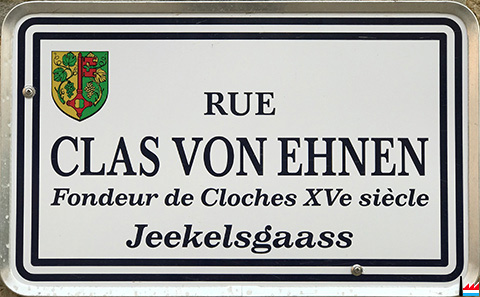 RUE
CLAS VON EHNEN
Fondeur de Cloches XVe siècle
Jeekelsgaass